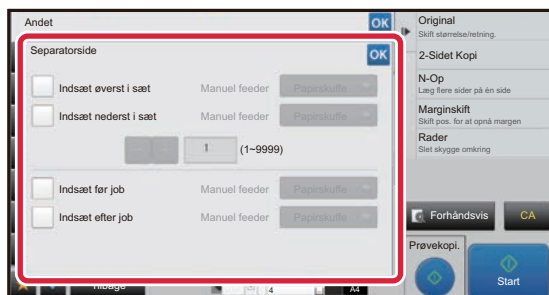 Andet
OK
Separatorside
OK
Indsæt øverst i sæt Manuel feeder Papirskuffe
Indsæt nederst i sæt Manuel feeder Papirskuffe
1 (1~9999)
Indsæt før job Manuel feeder Papirskuffe
Indsæt efter job Manuel feeder Papirskuffe
Tilbage
4
A4
Original
Skift størrelse/retning.
2-Sidet Kopi
N-Op
Læg flere sider på én side
Marginskift
Skift pos. for at opnå margen
Rader
Slet skygge omkring
Forhåndsvis
CA
Prøvekopi.
Start